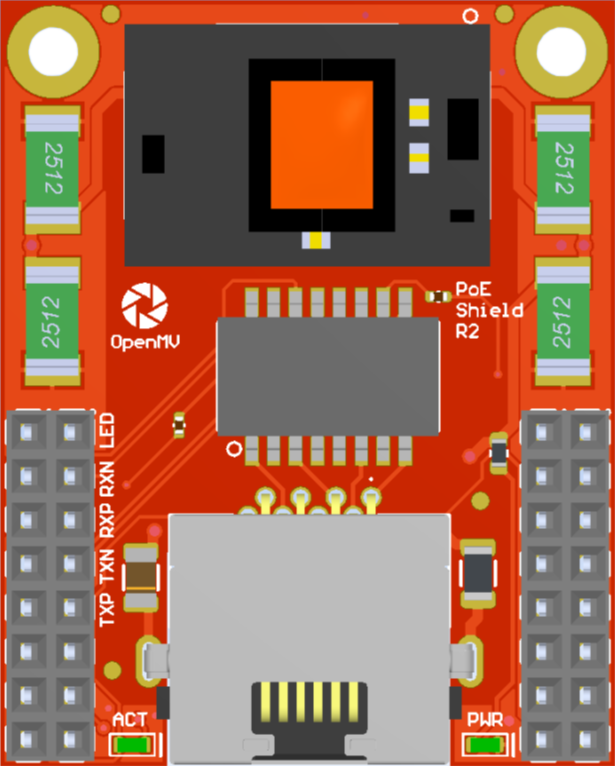 2512
2512
2512
2512
OpenMV
PoE
Shield
R2
LED
RXN
RXP
TXN
TXP
ACT
PWR